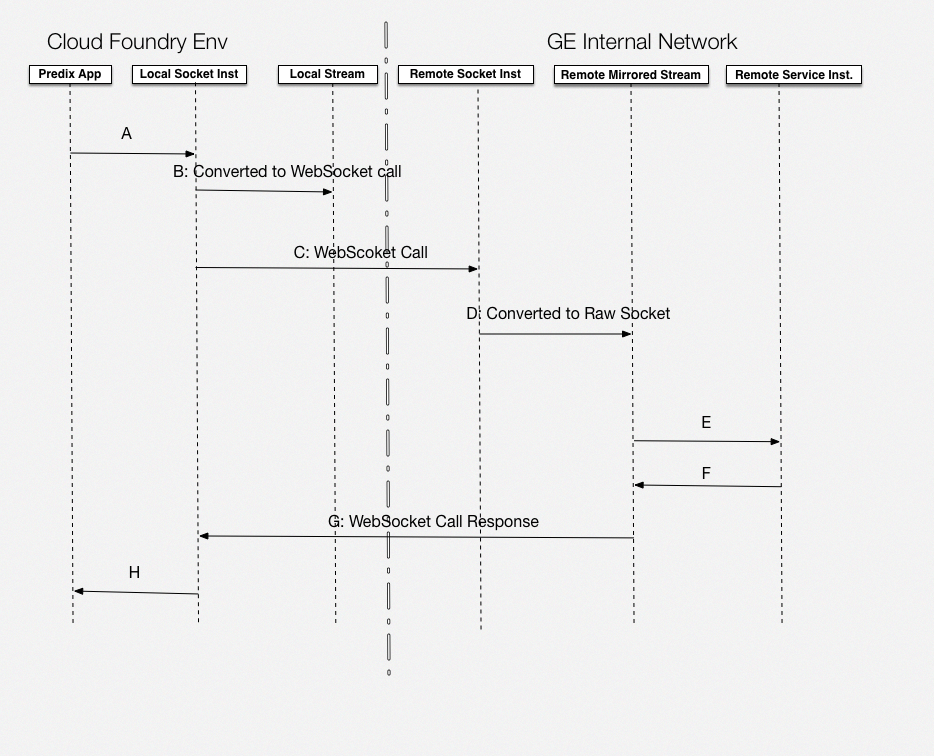 Cloud Foundry Env
GE Internal Network
Predix App
Local Socket Inst
Local Stream
Remote Socket Inst
Remote Mirrored Stream
Remote Service Inst.
A
B: Converted to WebSocket call
C: WebScoket Call
D: Converted to Raw Socket
E
F
G: WebSocket Call Response
H